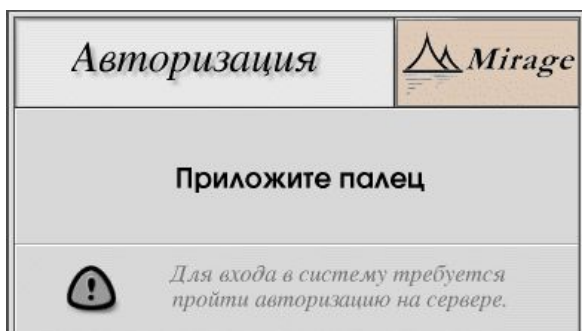 Авторизация
Mirage
Приложите палец
Для входа в систему требуется
пройти авторизацию на сервере.